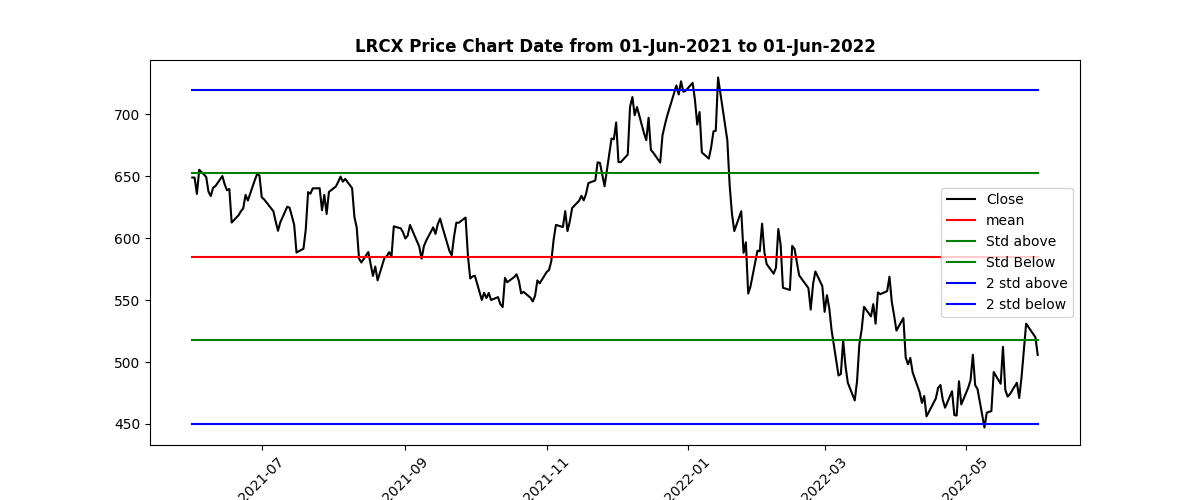 LRCX Price Chart Date from 01-Jun-2021 to 01-Jun-2022
700
650
600
550
500
450
Close
mean
Std above
Std Below
2 std above
2 std below
2021-07
2021-09
2021-11
2022-01
2022-03
2022-05